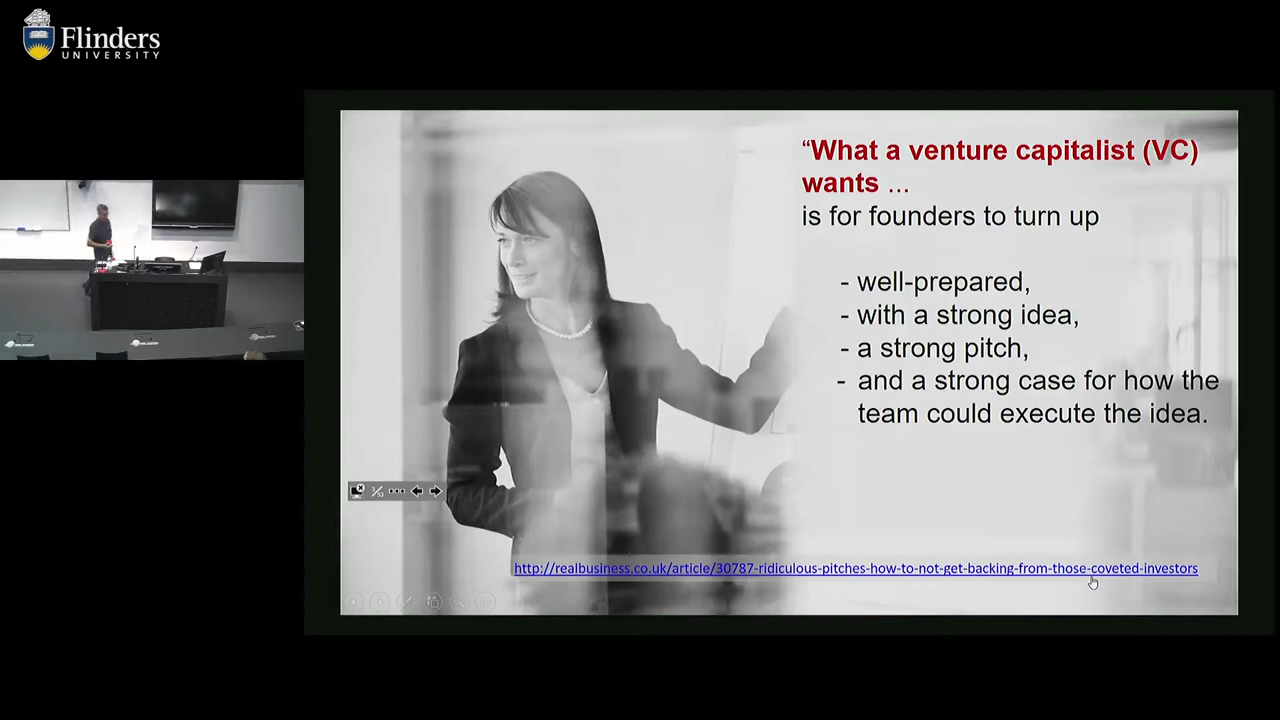 Flinders
UNIVERSITY
“What a venture capitalist (VC)
wants ...
is for founders to turn up
- well-prepared,
- with a strong idea,
- a strong pitch,
- and a strong case for how the
team could execute the idea.
http://realbusiness.co.uk/article/30787-ridiculous-pitches-how-to-not-get-backing-from-those-coveted-investors